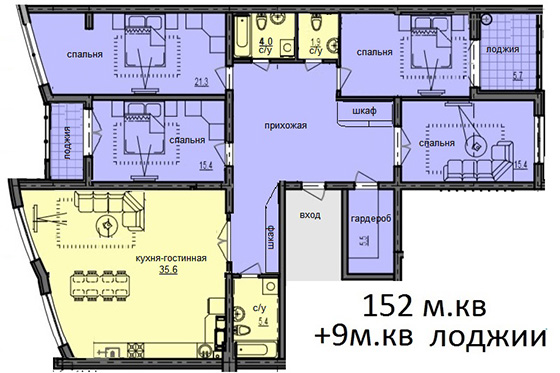 спальня
21.3
4.0
с/у
1.9
с/у
спальня
лоджия
5.7
лоджия
спальня
15.4
прихожая
шкаф
спальня
15.4
кухня-гостинная
35.6
шкаф
вход
гардероб
5.5
с/у
5.4
152 м.кв
+9м.кв лоджии